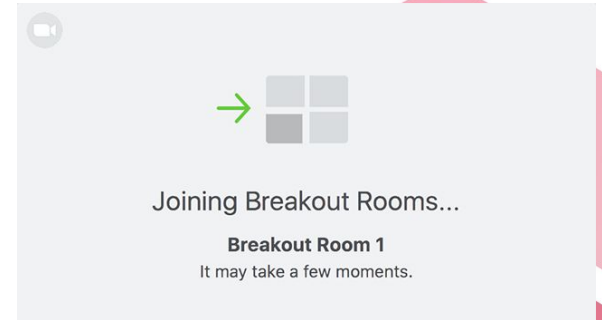 Joining Breakout Rooms...
Breakout Room 1
It may take a few moments.